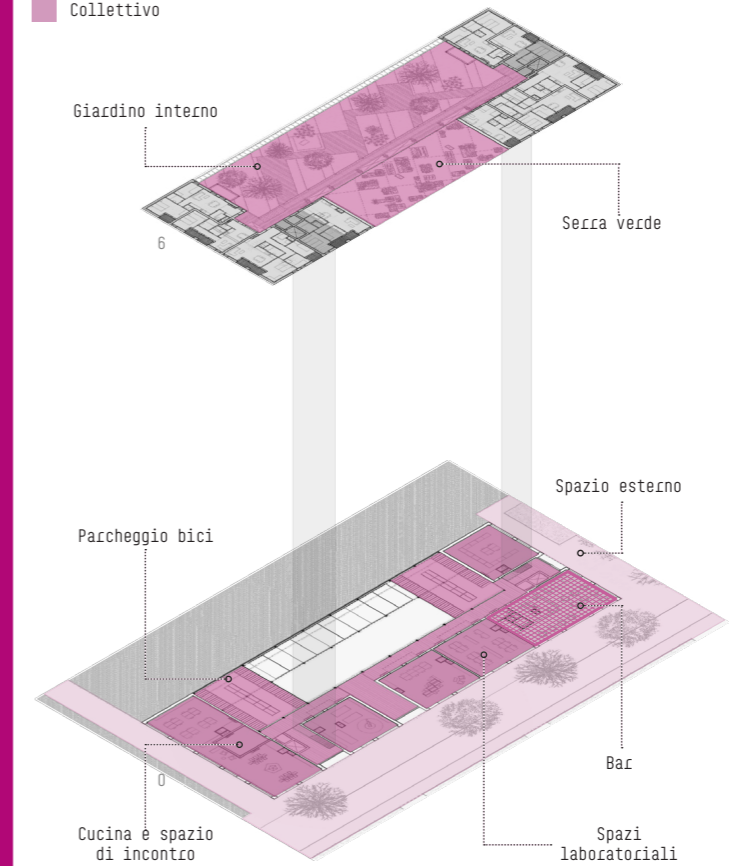 Collettivo
Giardino interno
Serra verde
6
Spazio esterno
Parcheggio bici
Bar
0
Cucina e spazio
di incontro
Spazi
laboratoriali